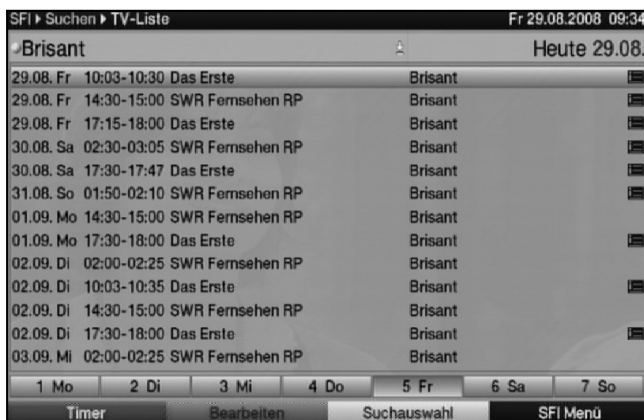 SFI ▸ Suchen ▸ TV-Liste Fr 29.08.2008 09:34
Brisant Heute 29.08.
29.08. Fr 10:03-10:30 Das Erste Brisant
29.08. Fr 14:30-15:00 SWR Fernsehen RP Brisant
29.08. Fr 17:15-18:00 Das Erste Brisant
30.08. Sa 02:30-03:05 SWR Fernsehen RP Brisant
30.08. Sa 17:30-17:47 Das Erste Brisant
31.08. So 01:50-02:10 SWR Fernsehen RP Brisant
01.09. Mo 14:30-15:00 SWR Fernsehen RP Brisant
01.09. Mo 17:30-18:00 Das Erste Brisant
02.09. Di 02:00-02:25 SWR Fernsehen RP Brisant
02.09. Di 10:03-10:35 Das Erste Brisant
02.09. Di 14:30-15:00 SWR Fernsehen RP Brisant
02.09. Di 17:30-18:00 Das Erste Brisant
03.09. Mi 02:00-02:25 SWR Fernsehen RP Brisant
1 Mo 2 Di 3 Mi 4 Do 5 Fr 6 Sa 7 So
Timer Bearbeiten Suchauswahl SFI Menü